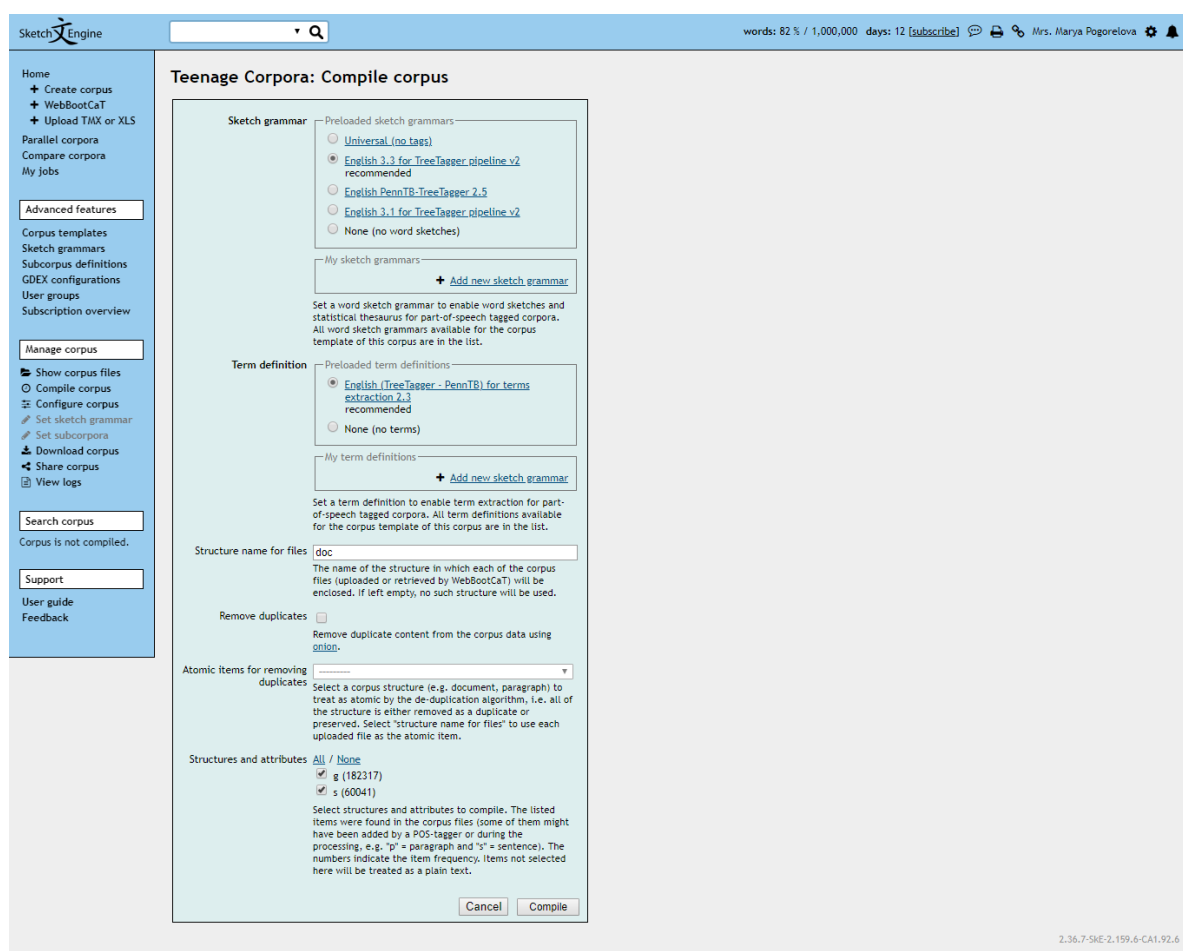 Sketch Engine
words: 82 % / 1,000,000 days: 12 [subscribe] Mrs. Marya Pogorelova
Home
+ Create corpus
+ WebBootCaT
+ Upload TMX or XLS
Parallel corpora
Compare corpora
My jobs
Advanced features
Corpus templates
Sketch grammars
Subcorpus definitions
GDEX configurations
User groups
Subscription overview
Manage corpus
Show corpus files
Compile corpus
Configure corpus
Set sketch grammar
Set subcorpora
Download corpus
Share corpus
View logs
Search corpus
Corpus is not compiled.
Support
User guide
Feedback
Teenage Corpora: Compile corpus
Sketch grammar
Preloaded sketch grammars
Universal (no tags)
English 3.3 for TreeTagger pipeline v2
recommended
English PennTB-TreeTagger 2.5
English 3.1 for TreeTagger pipeline v2
None (no word sketches)
My sketch grammars
+ Add new sketch grammar
Set a word sketch grammar to enable word sketches and
statistical thesaurus for part-of-speech tagged corpora.
All word sketch grammars available for the corpus
template of this corpus are in the list.
Term definition
Preloaded term definitions
English (TreeTagger - PennTB) for terms
extraction 2.3
recommended
None (no terms)
My term definitions
+ Add new sketch grammar
Set a term definition to enable term extraction for part-
of-speech tagged corpora. All term definitions available
for the corpus template of this corpus are in the list.
Structure name for files doc
The name of the structure in which each of the corpus
files (uploaded or retrieved by WebBootCaT) will be
enclosed. If left empty, no such structure will be used.
Remove duplicates
Remove duplicate content from the corpus data using
onion.
Atomic items for removing
duplicates
---------
Select a corpus structure (e.g. document, paragraph) to
treat as atomic by the de-duplication algorithm, i.e. all of
the structure is either removed as a duplicate or
preserved. Select "structure name for files" to use each
uploaded file as the atomic item.
Structures and attributes All / None
g (182317)
s (60041)
Select structures and attributes to compile. The listed
items were found in the corpus files (some of them might
have been added by a POS-tagger or during the
processing, e.g. "p" = paragraph and "s" = sentence). The
numbers indicate the item frequency. Items not selected
here will be treated as a plain text.
Cancel Compile
2.36.7-SkE-2.159.6-CA1.92.6